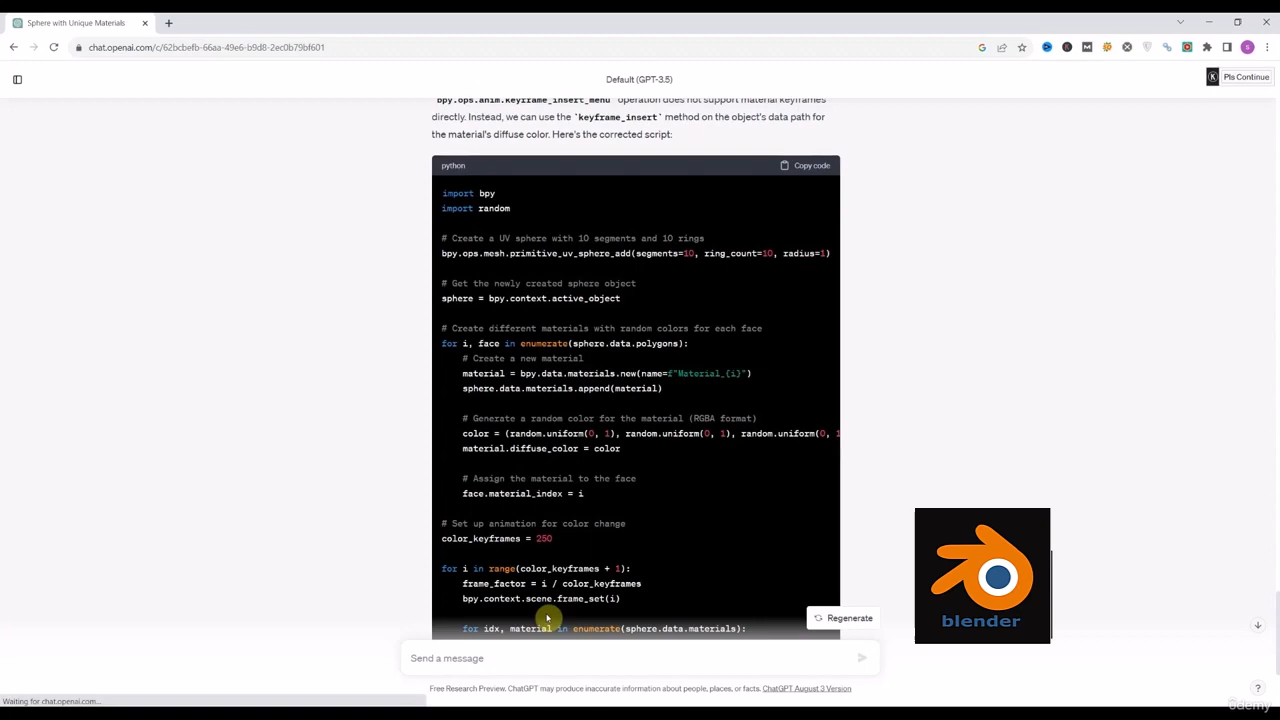 Sphere with Unique Materials
chat.openai.com/c/62bcbefb-66aa-49e6-b9d8-2ec0b79bf601
Default (GPT-3.5)
Pls Continue
`bpy.ops.anim.keyframe_insert_menu` operation does not support material keyframes
directly. Instead, we can use the `keyframe_insert` method on the object's data path for
the material's diffuse color. Here's the corrected script:
python
Copy code
import bpy
import random
# Create a UV sphere with 10 segments and 10 rings
bpy.ops.mesh.primitive_uv_sphere_add(segments=10, ring_count=10, radius=1)
# Get the newly created sphere object
sphere = bpy.context.active_object
# Create different materials with random colors for each face
for i, face in enumerate(sphere.data.polygons):
# Create a new material
material = bpy.data.materials.new(name=f"Material_{i}")
sphere.data.materials.append(material)
# Generate a random color for the material (RGBA format)
color = (random.uniform(0, 1), random.uniform(0, 1), random.uniform(0, 1
material.diffuse_color = color
# Assign the material to the face
face.material_index = i
# Set up animation for color change
color_keyframes = 250
for i in range(color_keyframes + 1):
frame_factor = i / color_keyframes
bpy.context.scene.frame_set(i)
for idx, material in enumerate(sphere.data.materials):
Regenerate
blender
Send a message
Free Research Preview. ChatGPT may produce inaccurate information about people, places, or facts. ChatGPT August 3 Version
Waiting for chat.openai.com...
ûdemy